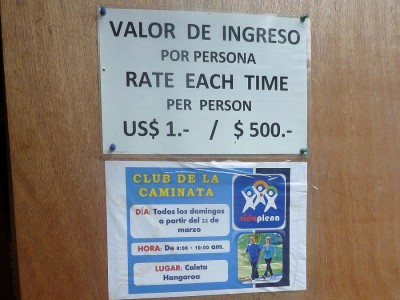 VALOR DE INGRESO
POR PERSONA
RATE EACH TIME
PER PERSON
US$ 1.- / $ 500.-
CLUB DE LA
CAMINATA
vida plena
DÍA: Todos los domingos
a partir del 22 de
marzo
HORA: De 8:00 - 10:00 am.
LUGAR: Caleta
Hangaroa